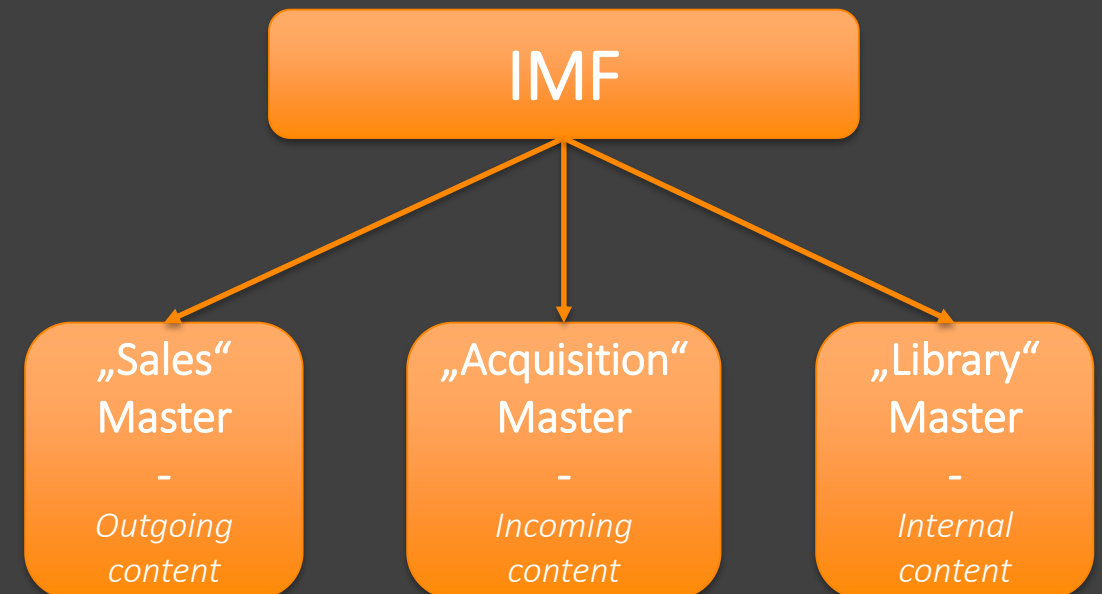 IMF
„Sales“
Master
-
Outgoing
content
„Acquisition“
Master
-
Incoming
content
„Library“
Master
-
Internal
content